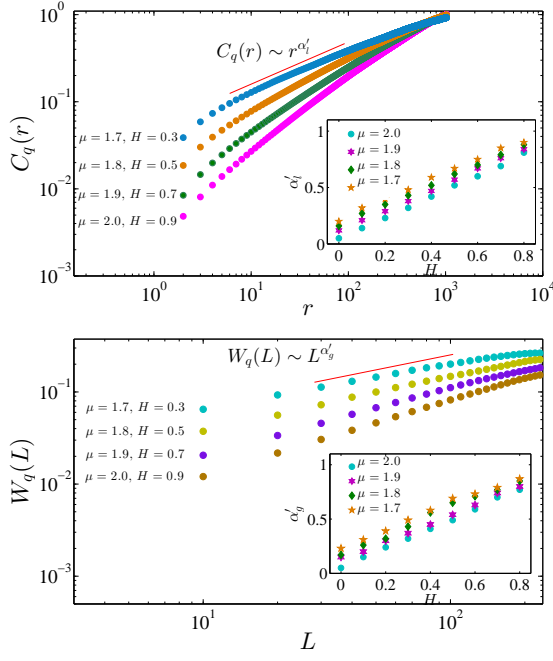 10^0
10^{-1}
10^{-2}
10^{-3}
C_q(r)
C_q(r) ∼ r^{α_l'}
μ = 1.7, H = 0.3
μ = 1.8, H = 0.5
μ = 1.9, H = 0.7
μ = 2.0, H = 0.9
1
0.5
0
α_l'
μ = 2.0
μ = 1.9
μ = 1.8
μ = 1.7
0 0.2 0.4 0.6 0.8
H
10^0 10^1 10^2 10^3 10^4
r
10^{-1}
10^{-2}
10^{-3}
W_q(L)
W_q(L) ∼ L^{α_g'}
μ = 1.7, H = 0.3
μ = 1.8, H = 0.5
μ = 1.9, H = 0.7
μ = 2.0, H = 0.9
1
0.5
0
α_g'
μ = 2.0
μ = 1.9
μ = 1.8
μ = 1.7
0 0.2 0.4 0.6 0.8
H
10^1 10^2
L